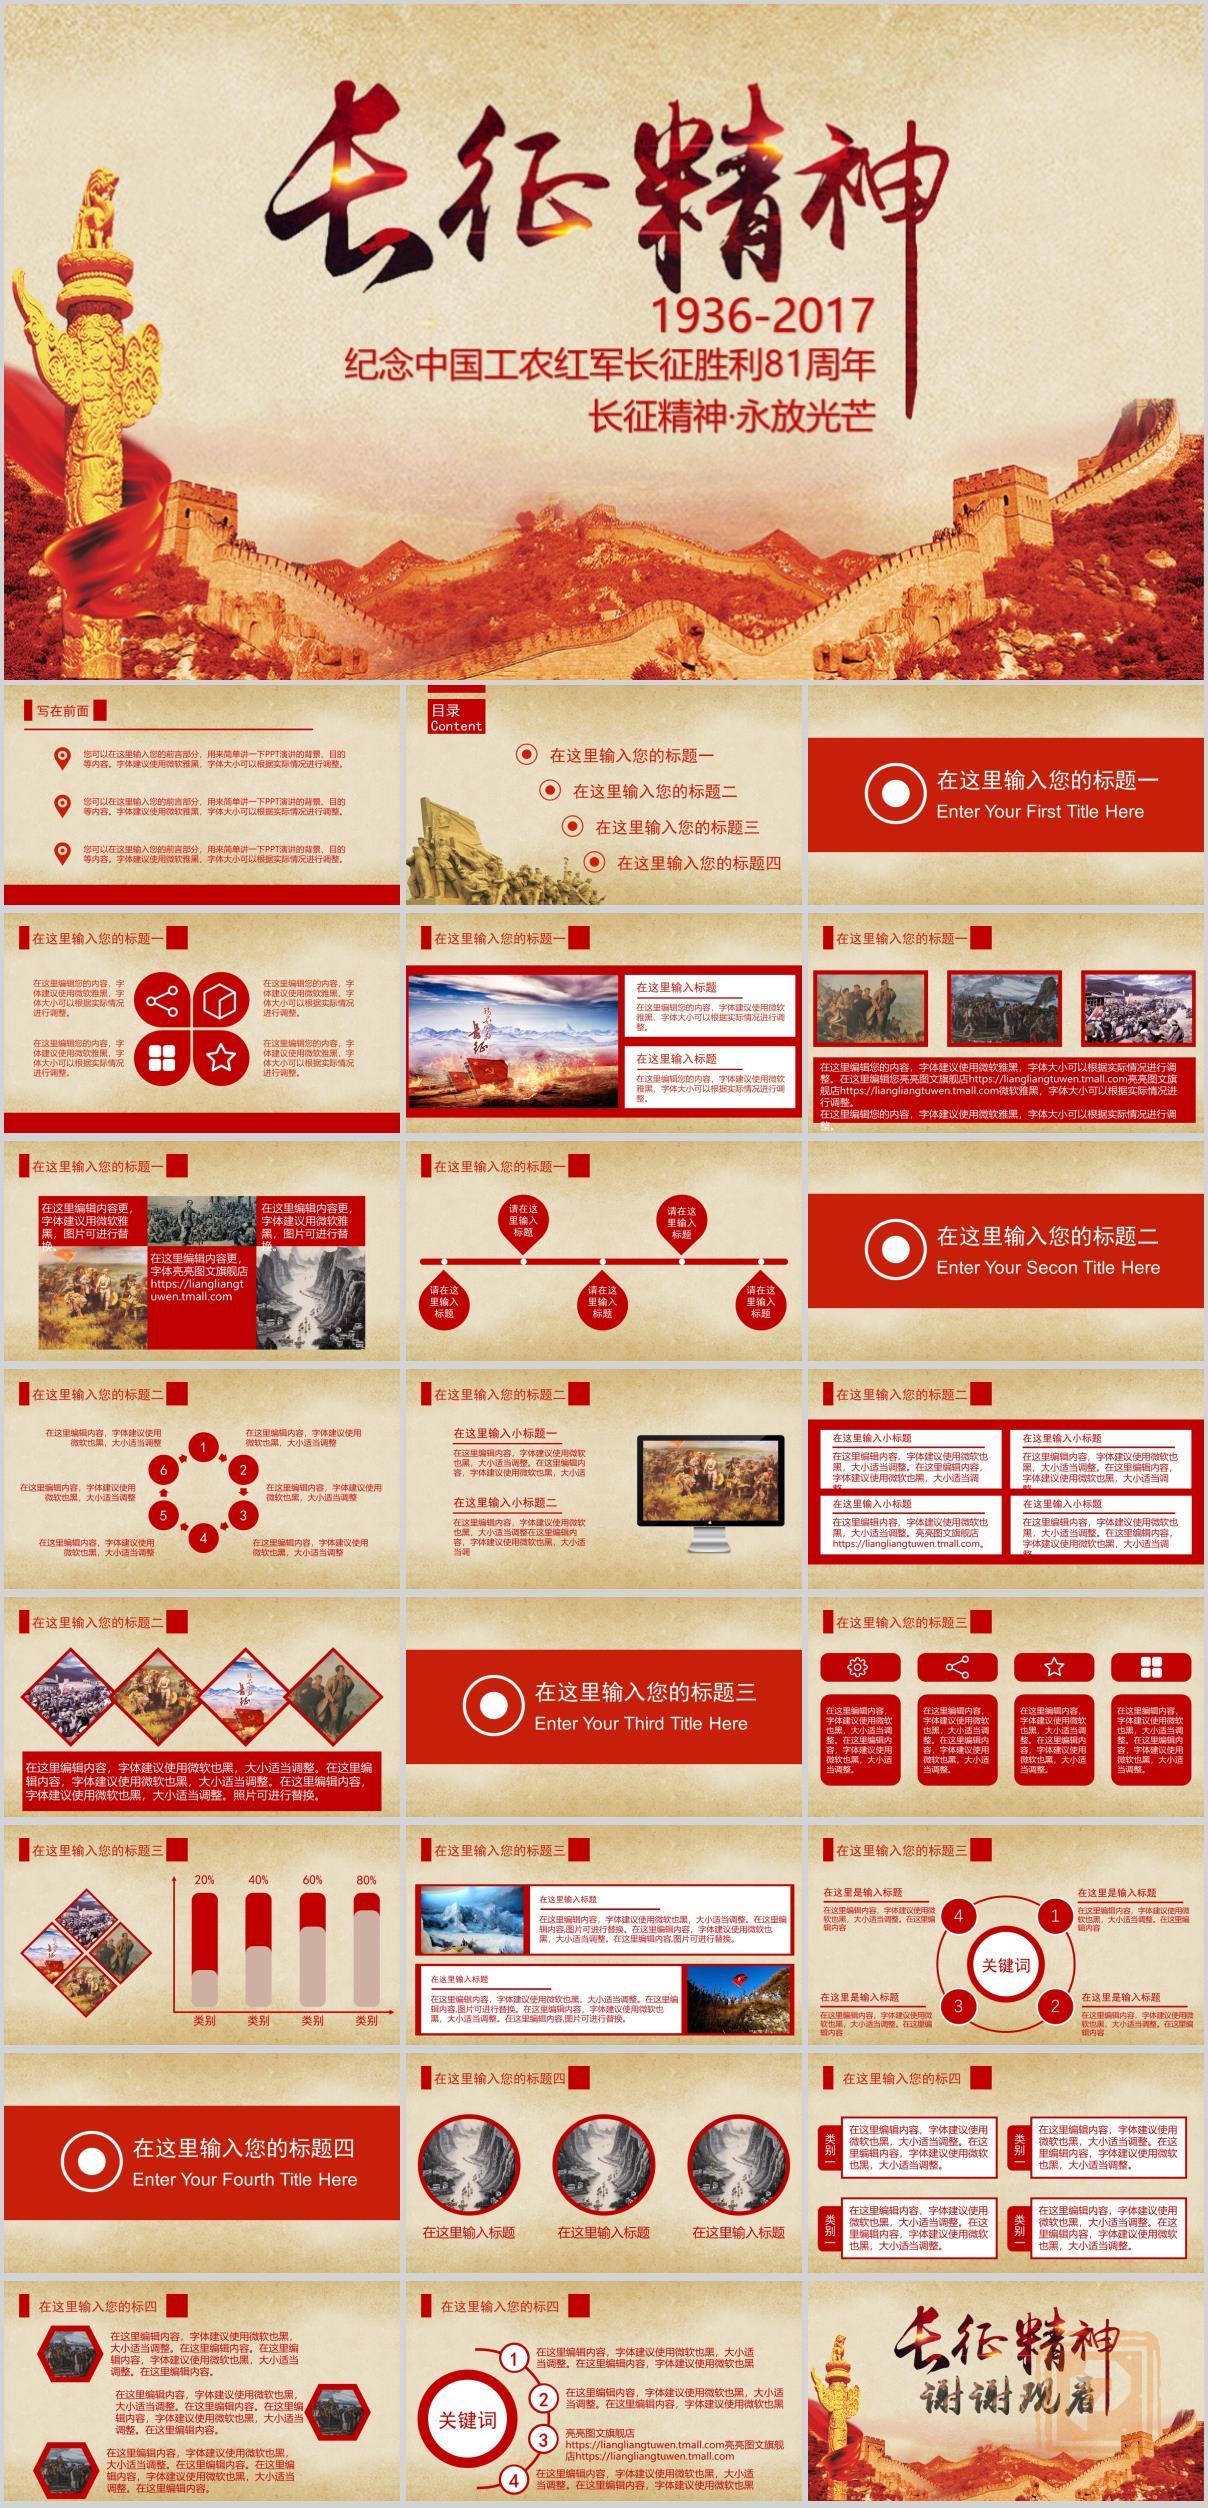 长征精神
1936-2017
纪念中国工农红军长征胜利81周年
长征精神·永放光芒
写在前面
您可以在这里输入您的前言部分，用来简单讲一下PPT演讲的背景、目的
等内容。字体建议使用微软雅黑，字体大小可以根据实际情况进行调整。
您可以在这里输入您的前言部分，用来简单讲一下PPT演讲的背景、目的
等内容。字体建议使用微软雅黑，字体大小可以根据实际情况进行调整。
您可以在这里输入您的前言部分，用来简单讲一下PPT演讲的背景、目的
等内容。字体建议使用微软雅黑，字体大小可以根据实际情况进行调整。
目录
Content
在这里输入您的标题一
在这里输入您的标题二
在这里输入您的标题三
在这里输入您的标题四
在这里输入您的标题一
Enter Your First Title Here
在这里输入您的标题一
在这里编辑您的内容，字
体建议使用微软雅黑，字
体大小可以根据实际情况
进行调整。
在这里编辑您的内容，字
体建议使用微软雅黑，字
体大小可以根据实际情况
进行调整。
在这里编辑您的内容，字
体建议使用微软雅黑，字
体大小可以根据实际情况
进行调整。
在这里编辑您的内容，字
体建议使用微软雅黑，字
体大小可以根据实际情况
进行调整。
在这里输入您的标题一
长征
在这里输入标题
在这里编辑您的内容，字体建议使用微软
雅黑，字体大小可以根据实际情况进行调
整。
在这里输入标题
在这里编辑您的内容，字体建议使用微软
雅黑，字体大小可以根据实际情况进行调
整。
在这里输入您的标题一
在这里编辑您的内容，字体建议使用微软雅黑，字体大小可以根据实际情况进行调
整。在这里编辑您亮亮图文旗舰店https://liangliangtuwen.tmall.com亮亮图文旗
舰店https://liangliangtuwen.tmall.com微软雅黑，字体大小可以根据实际情况进
行调整。
在这里编辑您的内容，字体建议使用微软雅黑，字体大小可以根据实际情况进行调
整。
在这里输入您的标题一
在这里编辑内容更，
字体建议用微软雅
黑，图片可进行替
换。
在这里编辑内容更，
字体建议用微软雅
黑，图片可进行替
换。
在这里编辑内容更，
字体亮亮图文旗舰店
https://liangliangt
uwen.tmall.com
在这里输入您的标题一
请在这
里输入
标题
请在这
里输入
标题
请在这
里输入
标题
请在这
里输入
标题
请在这
里输入
标题
在这里输入您的标题二
Enter Your Secon Title Here
在这里输入您的标题二
在这里编辑内容，字体建议使用
微软也黑，大小适当调整
在这里编辑内容，字体建议使用
微软也黑，大小适当调整
在这里编辑内容，字体建议使用
微软也黑，大小适当调整
在这里编辑内容，字体建议使用
微软也黑，大小适当调整
在这里编辑内容，字体建议使用
微软也黑，大小适当调整
在这里编辑内容，字体建议使用
微软也黑，大小适当调整
1
2
3
4
5
6
在这里输入您的标题二
在这里输入小标题一
在这里编辑内容，字体建议使用微软
也黑，大小适当调整。在这里编辑内
容，字体建议使用微软也黑，大小适
在这里输入小标题二
在这里编辑内容，字体建议使用微软
也黑，大小适当调整在这里编辑内
容，字体建议使用微软也黑，大小适
当调
在这里输入您的标题二
在这里输入小标题
在这里编辑内容，字体建议使用微软也
黑，大小适当调整。在这里编辑内容，
字体建议使用微软也黑，大小适当调
整
在这里输入小标题
在这里编辑内容，字体建议使用微软也
黑，大小适当调整。在这里编辑内容，
字体建议使用微软也黑，大小适当调
整
在这里输入小标题
在这里编辑内容，字体建议使用微软也
黑，大小适当调整。亮亮图文旗舰店
https://liangliangtuwen.tmall.com。
在这里输入小标题
在这里编辑内容，字体建议使用微软也
黑，大小适当调整。在这里编辑内容，
字体建议使用微软也黑，大小适当调
整
在这里输入您的标题二
长征
在这里编辑内容，字体建议使用微软也黑，大小适当调整。在这里编
辑内容，字体建议使用微软也黑，大小适当调整。在这里编辑内容，
字体建议使用微软也黑，大小适当调整。照片可进行替换。
在这里输入您的标题三
Enter Your Third Title Here
在这里输入您的标题三
在这里编辑内容，
字体建议使用微软
也黑，大小适当调
整。在这里编辑内
容，字体建议使用
微软也黑，大小适
当调整。
在这里编辑内容，
字体建议使用微软
也黑，大小适当调
整。在这里编辑内
容，字体建议使用
微软也黑，大小适
当调整。
在这里编辑内容，
字体建议使用微软
也黑，大小适当调
整。在这里编辑内
容，字体建议使用
微软也黑，大小适
当调整。
在这里编辑内容，
字体建议使用微软
也黑，大小适当调
整。在这里编辑内
容，字体建议使用
微软也黑，大小适
当调整。
在这里输入您的标题三
20%
40%
60%
80%
类别
类别
类别
类别
在这里输入您的标题三
在这里输入标题
在这里编辑内容，字体建议使用微软也黑，大小适当调整。在这里编
辑内容,图片可进行替换。在这里编辑内容，字体建议使用微软也
黑，大小适当调整。在这里编辑内容,图片可进行替换。
在这里输入标题
在这里编辑内容，字体建议使用微软也黑，大小适当调整。在这里编
辑内容,图片可进行替换。在这里编辑内容，字体建议使用微软也
黑，大小适当调整。在这里编辑内容,图片可进行替换。
在这里输入您的标题三
在这里是输入标题
在这里编辑内容，字体建议使用微软
软也黑，大小适当调整。在这里编
辑内容
在这里是输入标题
在这里编辑内容，字体建议使用微
软也黑，大小适当调整。在这里编
辑内容
在这里是输入标题
在这里编辑内容，字体建议使用微
软也黑，大小适当调整。在这里编
辑内容
在这里是输入标题
在这里编辑内容，字体建议使用微
软也黑，大小适当调整。在这里编
辑内容
4
1
关键词
3
2
在这里输入您的标题四
Enter Your Fourth Title Here
在这里输入您的标题四
在这里输入标题
在这里输入标题
在这里输入标题
在这里输入您的标四
类别一
在这里编辑内容，字体建议使用
微软也黑，大小适当调整。在这
里编辑内容，字体建议使用微软
也黑，大小适当调整。
类别一
在这里编辑内容，字体建议使用
微软也黑，大小适当调整。在这
里编辑内容，字体建议使用微软
也黑，大小适当调整。
类别一
在这里编辑内容，字体建议使用
微软也黑，大小适当调整。在这
里编辑内容，字体建议使用微软
也黑，大小适当调整。
类别一
在这里编辑内容，字体建议使用
微软也黑，大小适当调整。在这
里编辑内容，字体建议使用微软
也黑，大小适当调整。
在这里输入您的标四
在这里编辑内容，字体建议使用微软也黑，
大小适当调整。在这里编辑内容。在这里编
辑内容，字体建议使用微软也黑，大小适当
调整。在这里编辑内容。
在这里编辑内容，字体建议使用微软也黑，
大小适当调整。在这里编辑内容。在这里编
辑内容，字体建议使用微软也黑，大小适当
调整。在这里编辑内容。
在这里编辑内容，字体建议使用微软也黑，
大小适当调整。在这里编辑内容。在这里编
辑内容，字体建议使用微软也黑，大小适当
调整。在这里编辑内容。
在这里输入您的标四
关键词
1
在这里编辑内容，字体建议使用微软也黑，大小适
当调整。在这里编辑内容，字体建议使用微软也黑
2
在这里编辑内容，字体建议使用微软也黑，大小适
当调整。在这里编辑内容，字体建议使用微软也黑
3
亮亮图文旗舰店
https://liangliangtuwen.tmall.com亮亮图文旗舰
店https://liangliangtuwen.tmall.com
4
在这里编辑内容，字体建议使用微软也黑，大小适
当调整。在这里编辑内容，字体建议使用微软也黑
长征精神
谢谢观看